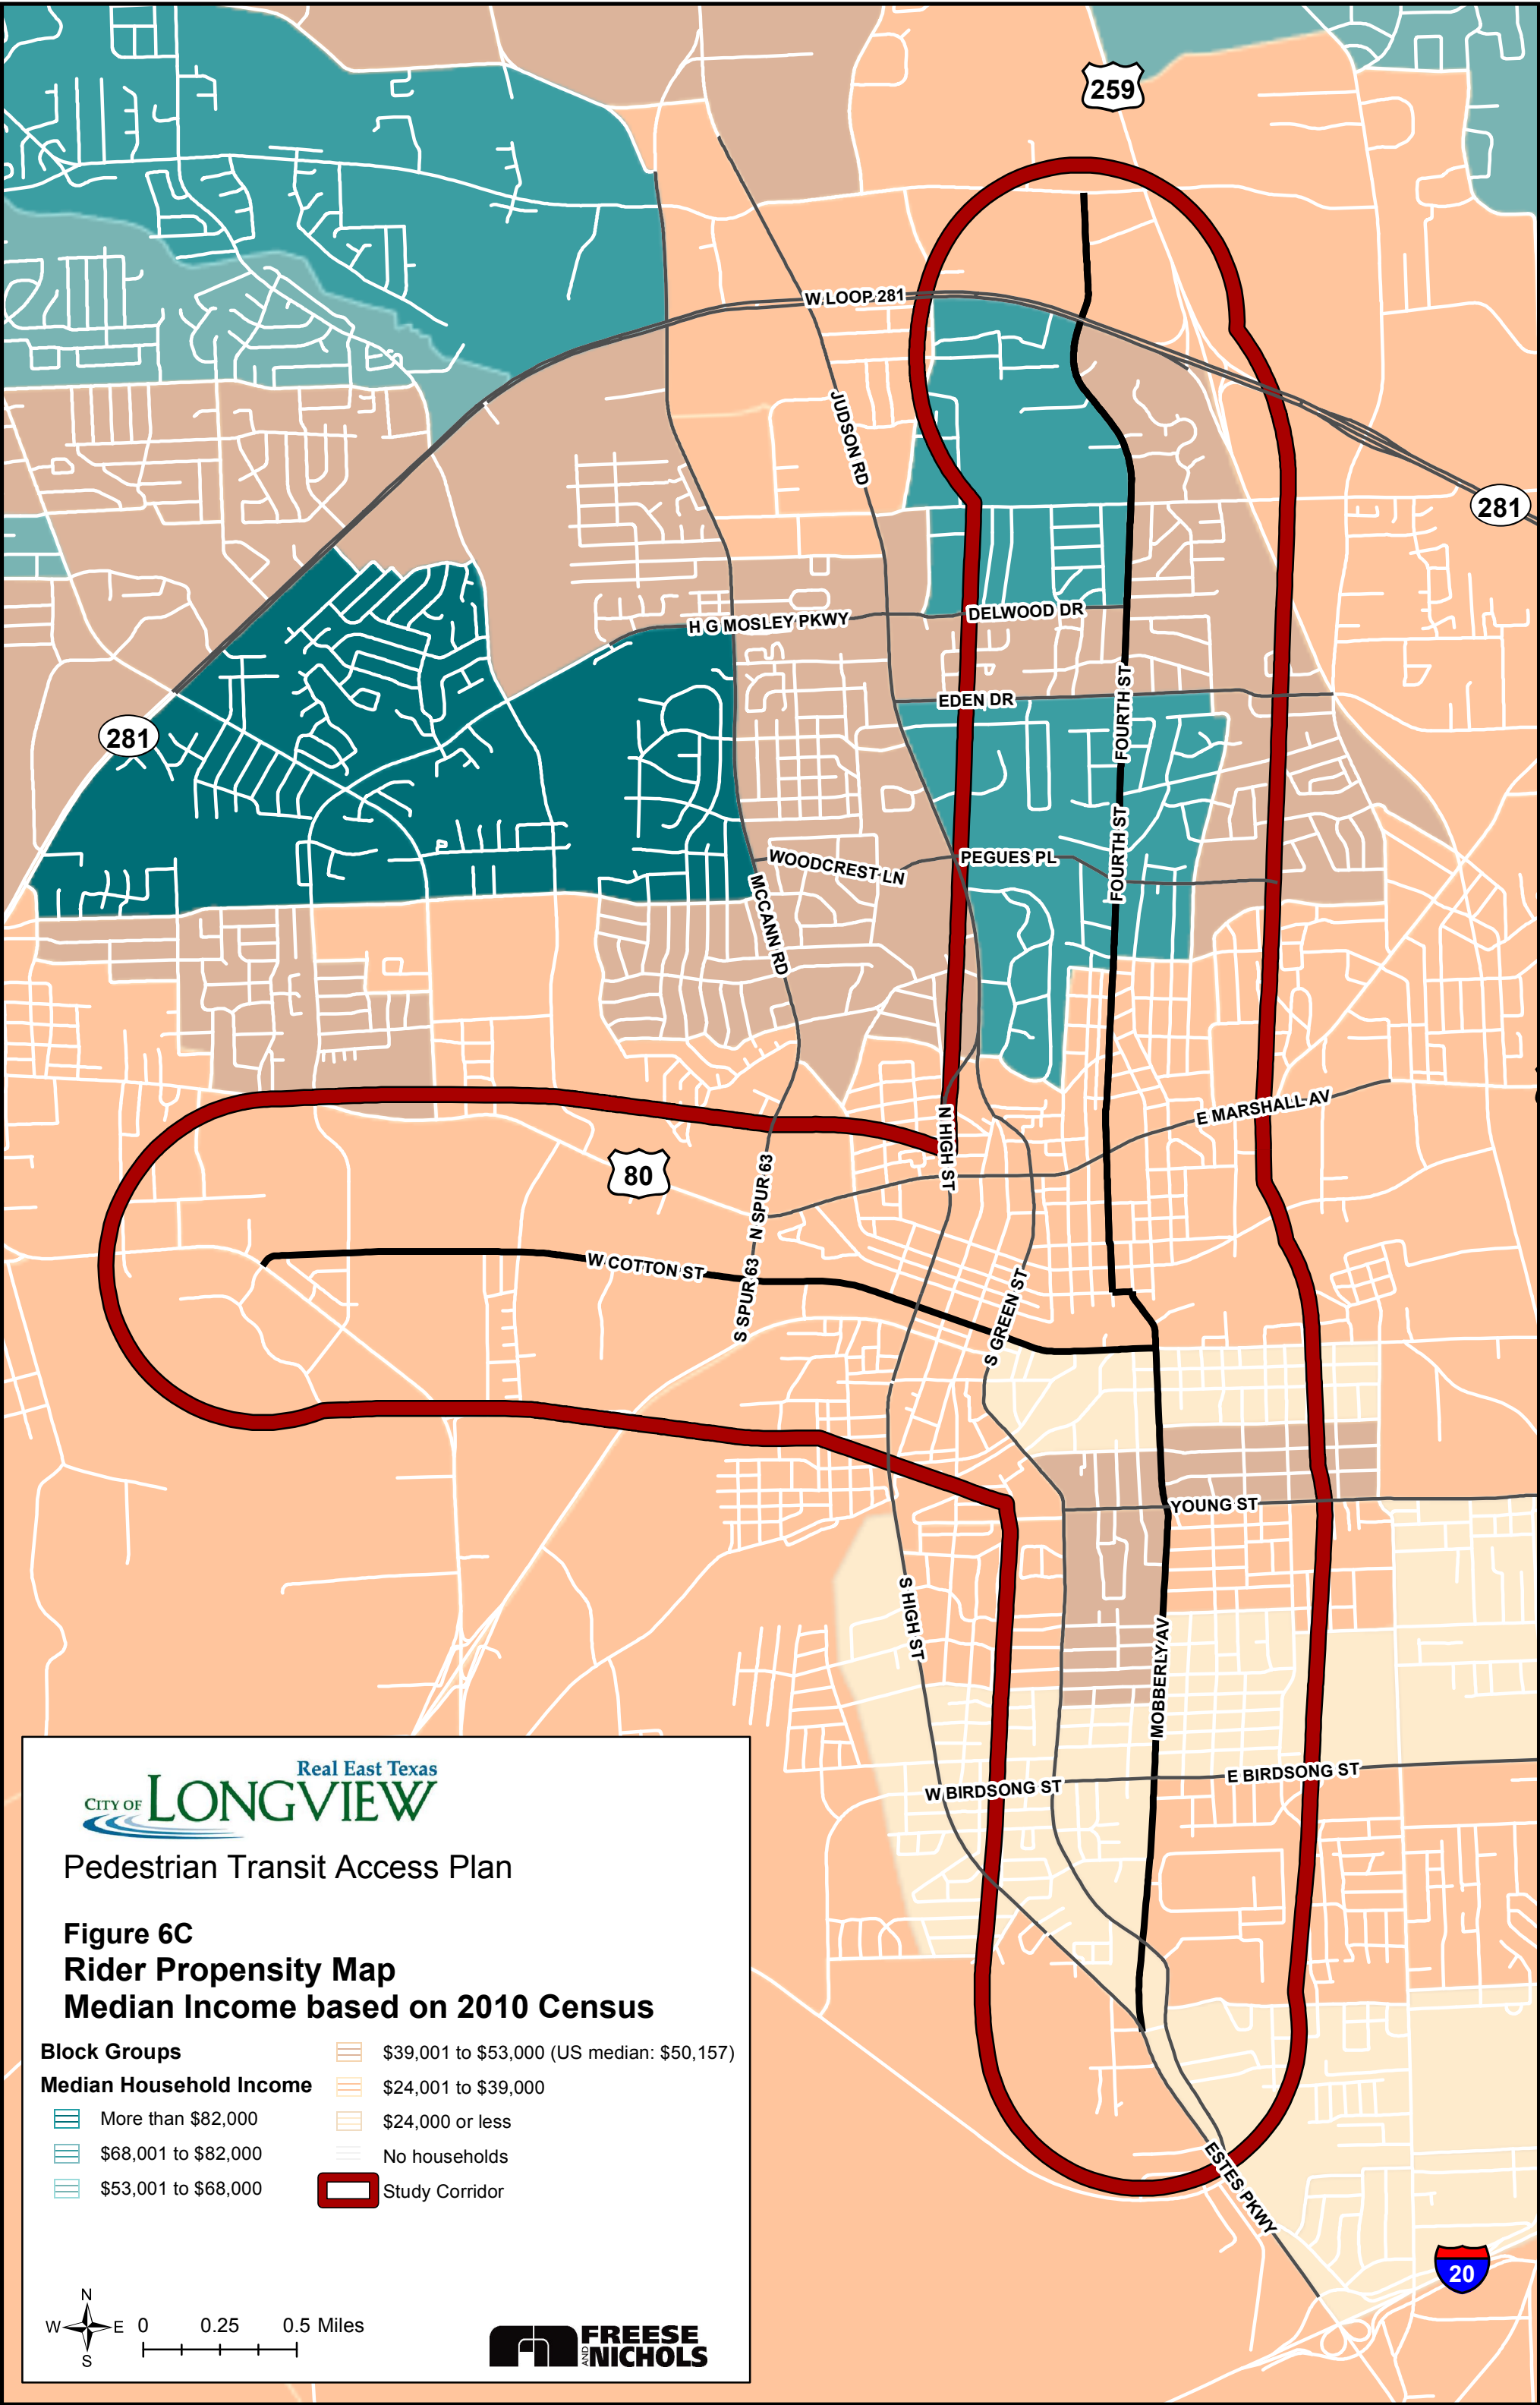 259
W LOOP 281
JUDSON RD
281
H G MOSLEY PKWY
DELWOOD DR
EDEN DR
FOURTH ST
281
FOURTH ST
WOODCREST LN
PEGUES PL
MCCANN RD
E MARSHALL AV
N HIGH ST
80
N SPUR 63
W COTTON ST
S SPUR 63
S GREEN ST
YOUNG ST
S HIGH ST
MOBBERLY AV
W BIRDSONG ST
E BIRDSONG ST
ESTES PKWY
20
Real East Texas
CITY OF LONGVIEW
Pedestrian Transit Access Plan
Figure 6C
Rider Propensity Map
Median Income based on 2010 Census
Block Groups
Median Household Income
More than $82,000
$68,001 to $82,000
$53,001 to $68,000
$39,001 to $53,000 (US median: $50,157)
$24,001 to $39,000
$24,000 or less
No households
Study Corridor
N
W E
S
0 0.25 0.5 Miles
FREESE
AND NICHOLS